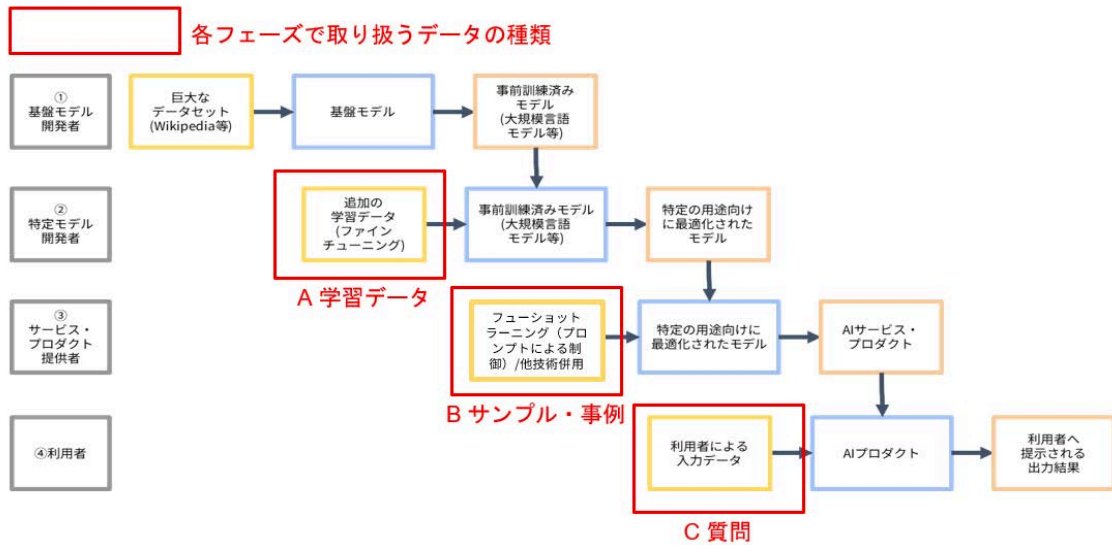 各フェーズで取り扱うデータの種類
①
基盤モデル
開発者
巨大な
データセット
(Wikipedia等)
基盤モデル
事前訓練済み
モデル
(大規模言語
モデル等)
②
特定モデル
開発者
追加の
学習データ
(ファイン
チューニング)
事前訓練済みモデル
(大規模言語
モデル等)
特定の用途向け
に最適化された
モデル
A 学習データ
③
サービス・
プロダクト
提供者
フューショット
ラーニング（プロ
ンプトによる制
御）/他技術併用
特定の用途向けに
最適化されたモデル
AIサービス・
プロダクト
B サンプル・事例
④利用者
利用者による
入力データ
AIプロダクト
利用者へ
提示される
出力結果
C 質問